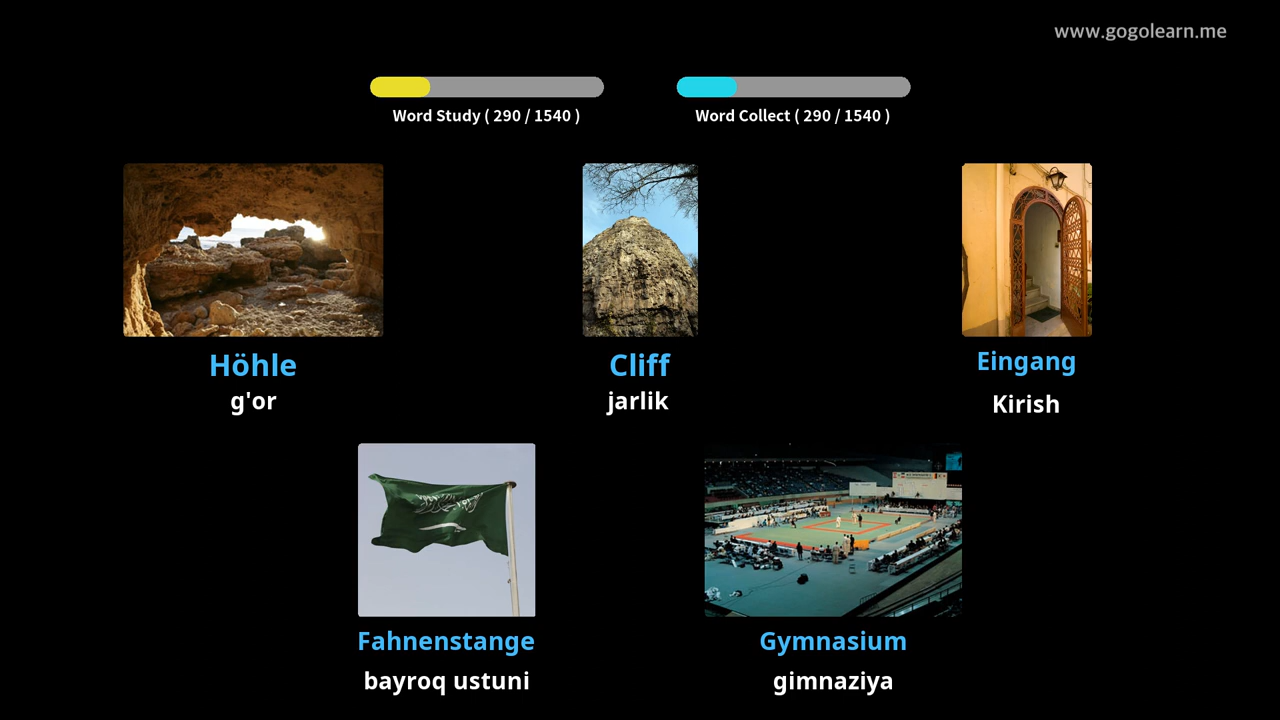 www.gogolearn.me
Word Study ( 290 / 1540 )
Word Collect ( 290 / 1540 )
Höhle
g'or
Cliff
jarlik
Eingang
Kirish
Fahnenstange
bayroq ustuni
Gymnasium
gimnaziya